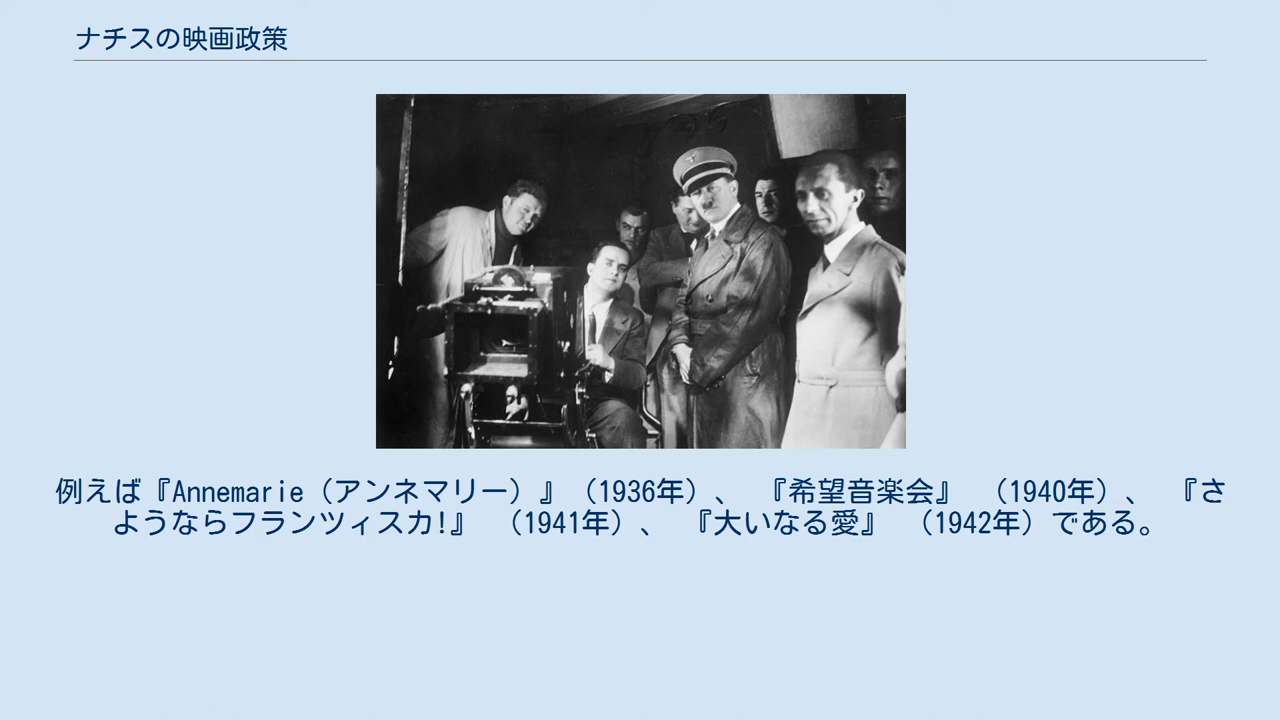 ナチスの映画政策
例えば『Annemarie（アンネマリー）』（1936年）、 『希望音楽会』 （1940年）、 『さ
ようならフランツィスカ!』 （1941年）、 『大いなる愛』 （1942年）である。